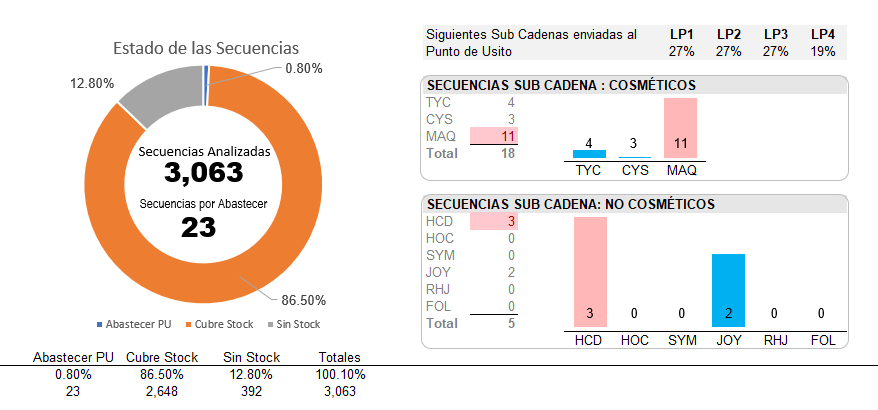 Estado de las Secuencias
0.80%
12.80%
Secuencias Analizadas
3,063
Secuencias por Abastecer
23
86.50%
Abastecer PU Cubre Stock Sin Stock
Abastecer PU Cubre Stock Sin Stock Totales
0.80% 86.50% 12.80% 100.10%
23 2,648 392 3,063
Siguientes Sub Cadenas enviadas al LP1 LP2 LP3 LP4
Punto de Usito 27% 27% 27% 19%
SECUENCIAS SUB CADENA : COSMÉTICOS
TYC 4
CYS 3
MAQ 11
Total 18
4 3 11
TYC CYS MAQ
SECUENCIAS SUB CADENA: NO COSMÉTICOS
HCD 3
HOC 0
SYM 0
JOY 2
RHJ 0
FOL 0
Total 5
3 0 0 2 0 0
HCD HOC SYM JOY RHJ FOL